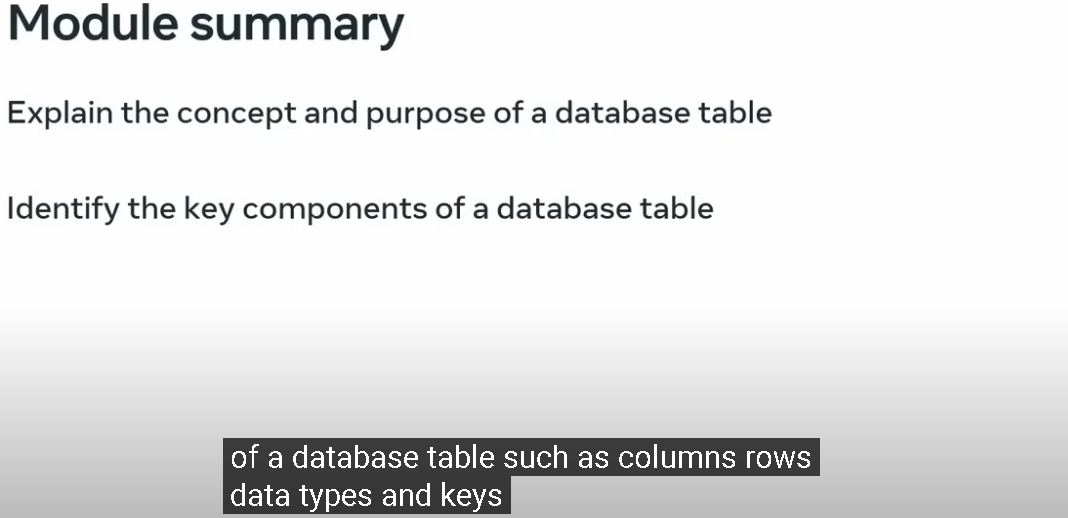 Module summary
Explain the concept and purpose of a database table
Identify the key components of a database table
of a database table such as columns rows
data types and keys